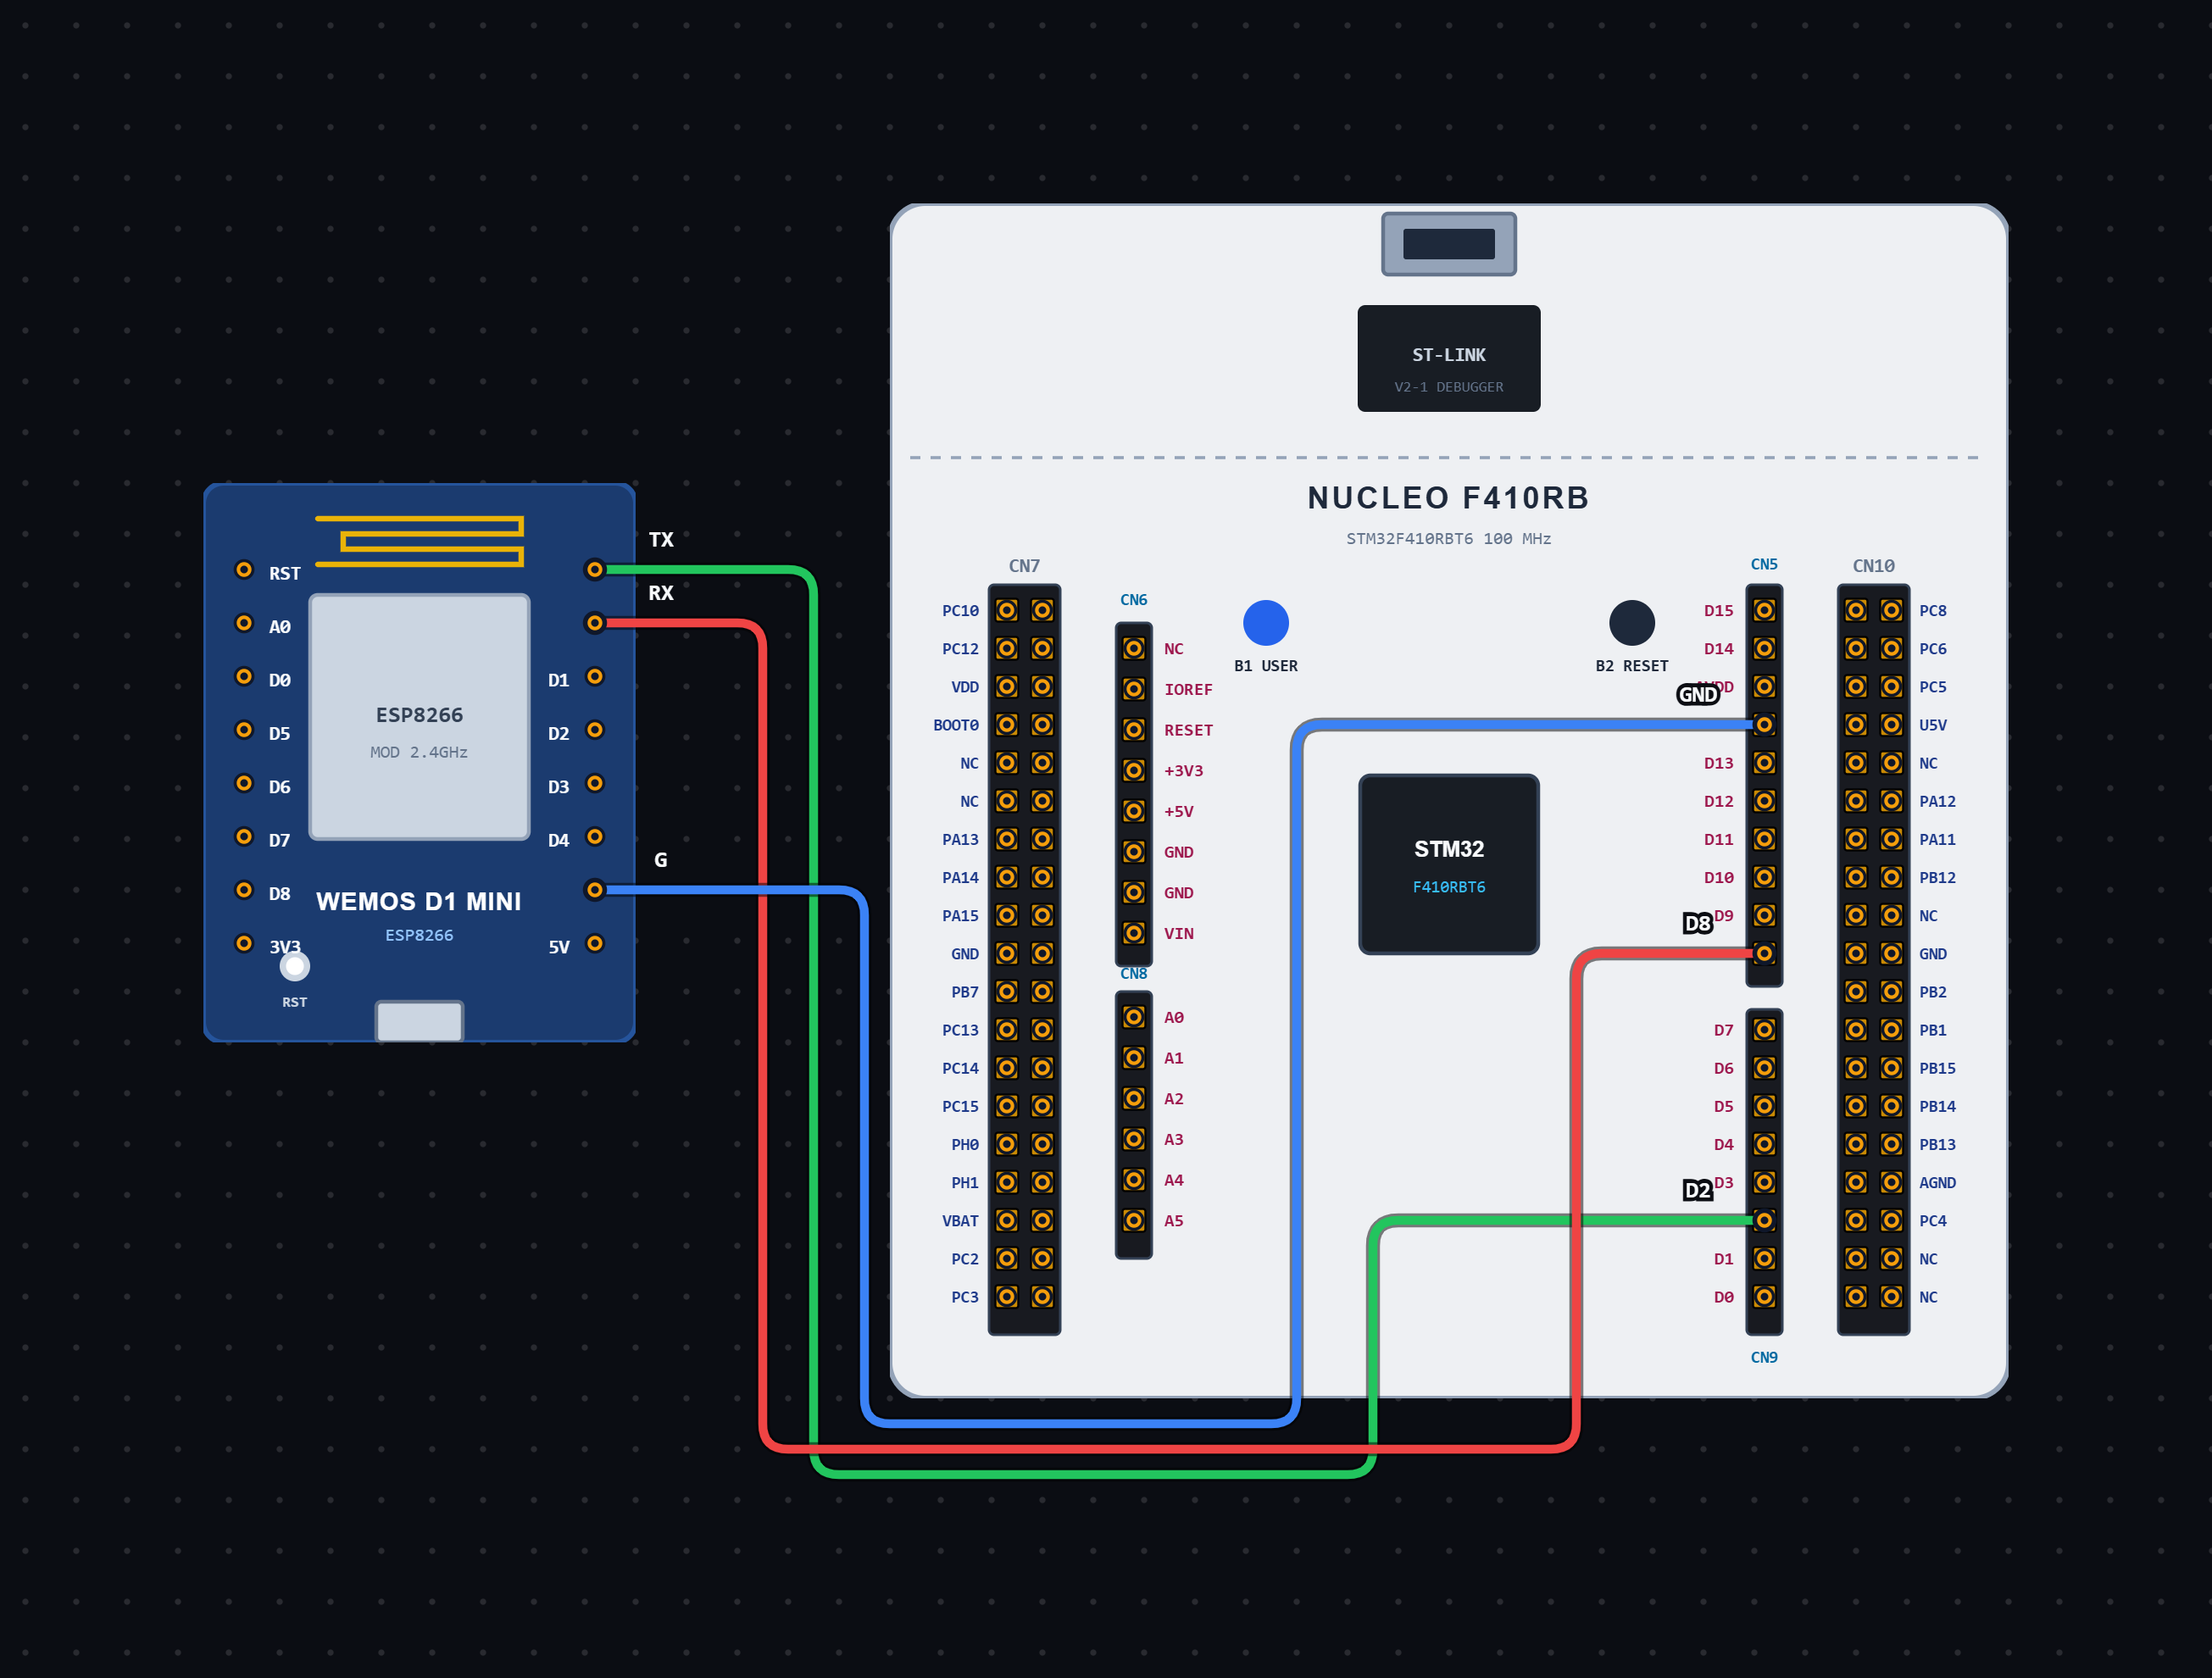 TX
RX
G
RST
A0
D0
D5
D6
D7
D8
3V3
RST
D1
D2
D3
D4
5V
ESP8266
MOD 2.4GHz
WEMOS D1 MINI
ESP8266
ST-LINK
V2-1 DEBUGGER
NUCLEO F410RB
STM32F410RBT6 100 MHz
CN7
PC10
PC12
VDD
BOOT0
NC
NC
PA13
PA14
PA15
GND
PB7
PC13
PC14
PC15
PH0
PH1
VBAT
PC2
PC3
CN6
NC
IOREF
RESET
+3V3
+5V
GND
GND
VIN
CN8
A0
A1
A2
A3
A4
A5
B1 USER
B2 RESET
STM32
F410RBT6
CN5
D15
D14
GND
D13
D12
D11
D10
D9
D8
D7
D6
D5
D4
D3
D2
D1
D0
CN9
CN10
PC8
PC6
PC5
U5V
NC
PA12
PA11
PB12
NC
GND
PB2
PB1
PB15
PB14
PB13
AGND
PC4
NC
NC